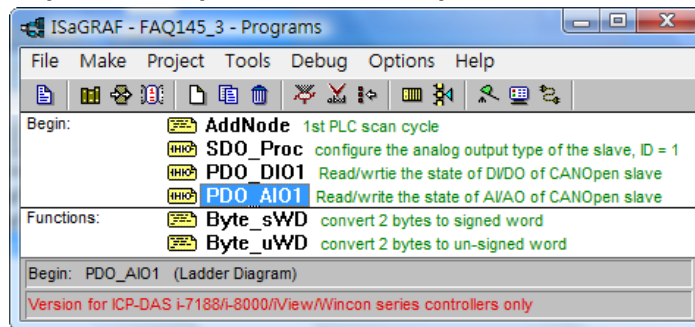 ISaGRAF - FAQ145_3 - Programs
File Make Project Tools Debug Options Help
Begin: AddNode 1st PLC scan cycle
SDO_Proc configure the analog output type of the slave, ID = 1
PDO_DIO1 Read/wrtie the state of DI/DO of CANOpen slave
PDO_AIO1 Read/write the state of AI/AO of CANOpen slave
Functions: Byte_sWD convert 2 bytes to signed word
Byte_uWD convert 2 bytes to un-signed word
Begin: PDO_AIO1 (Ladder Diagram)
Version for ICP-DAS i-7188/i-8000/iView/Wincon series controllers only